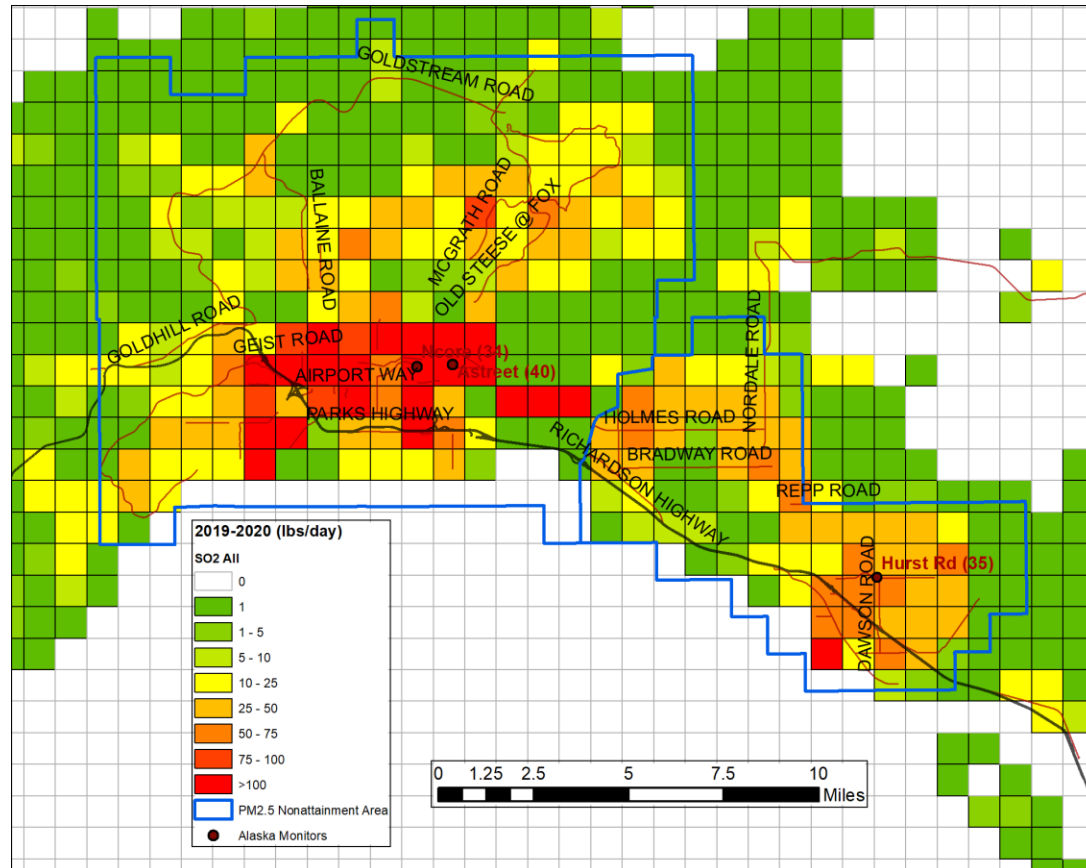 GOLDSTREAM ROAD
BALLAINE ROAD
MCGRATH ROAD
OLD STEESE @ FOX
GOLDHILL ROAD
GEIST ROAD
Ncore (31)
AIRPORT WAY
Astreet (40)
PARKS HIGHWAY
NORDALE ROAD
HOLMES ROAD
BRADWAY ROAD
RICHARDSON HIGHWAY
REPP ROAD
DAWSON ROAD
Hurst Rd (35)
2019-2020 (lbs/day)
SO2 All
0
1
1 - 5
5 - 10
10 - 25
25 - 50
50 - 75
75 - 100
>100
PM2.5 Nonattainment Area
Alaska Monitors
0 1.25 2.5 5 7.5 10
Miles